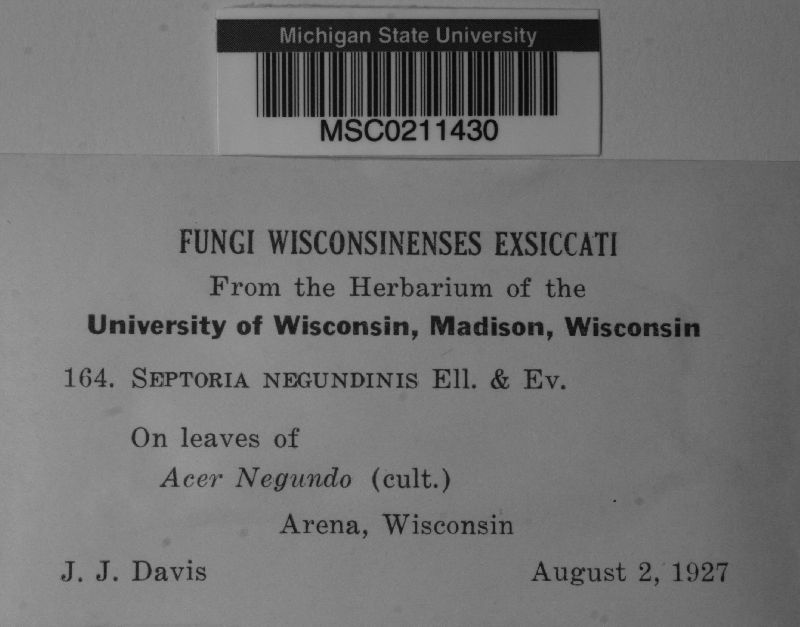 Michigan State University
MSC0211430
FUNGI WISCONSINENSES EXSICCATI
From the Herbarium of the
University of Wisconsin, Madison, Wisconsin
164. SEPTORIA NEGUNDINIS Ell. & Ev.
On leaves of
Acer Negundo (cult.)
Arena, Wisconsin
J. J. Davis August 2, 1927